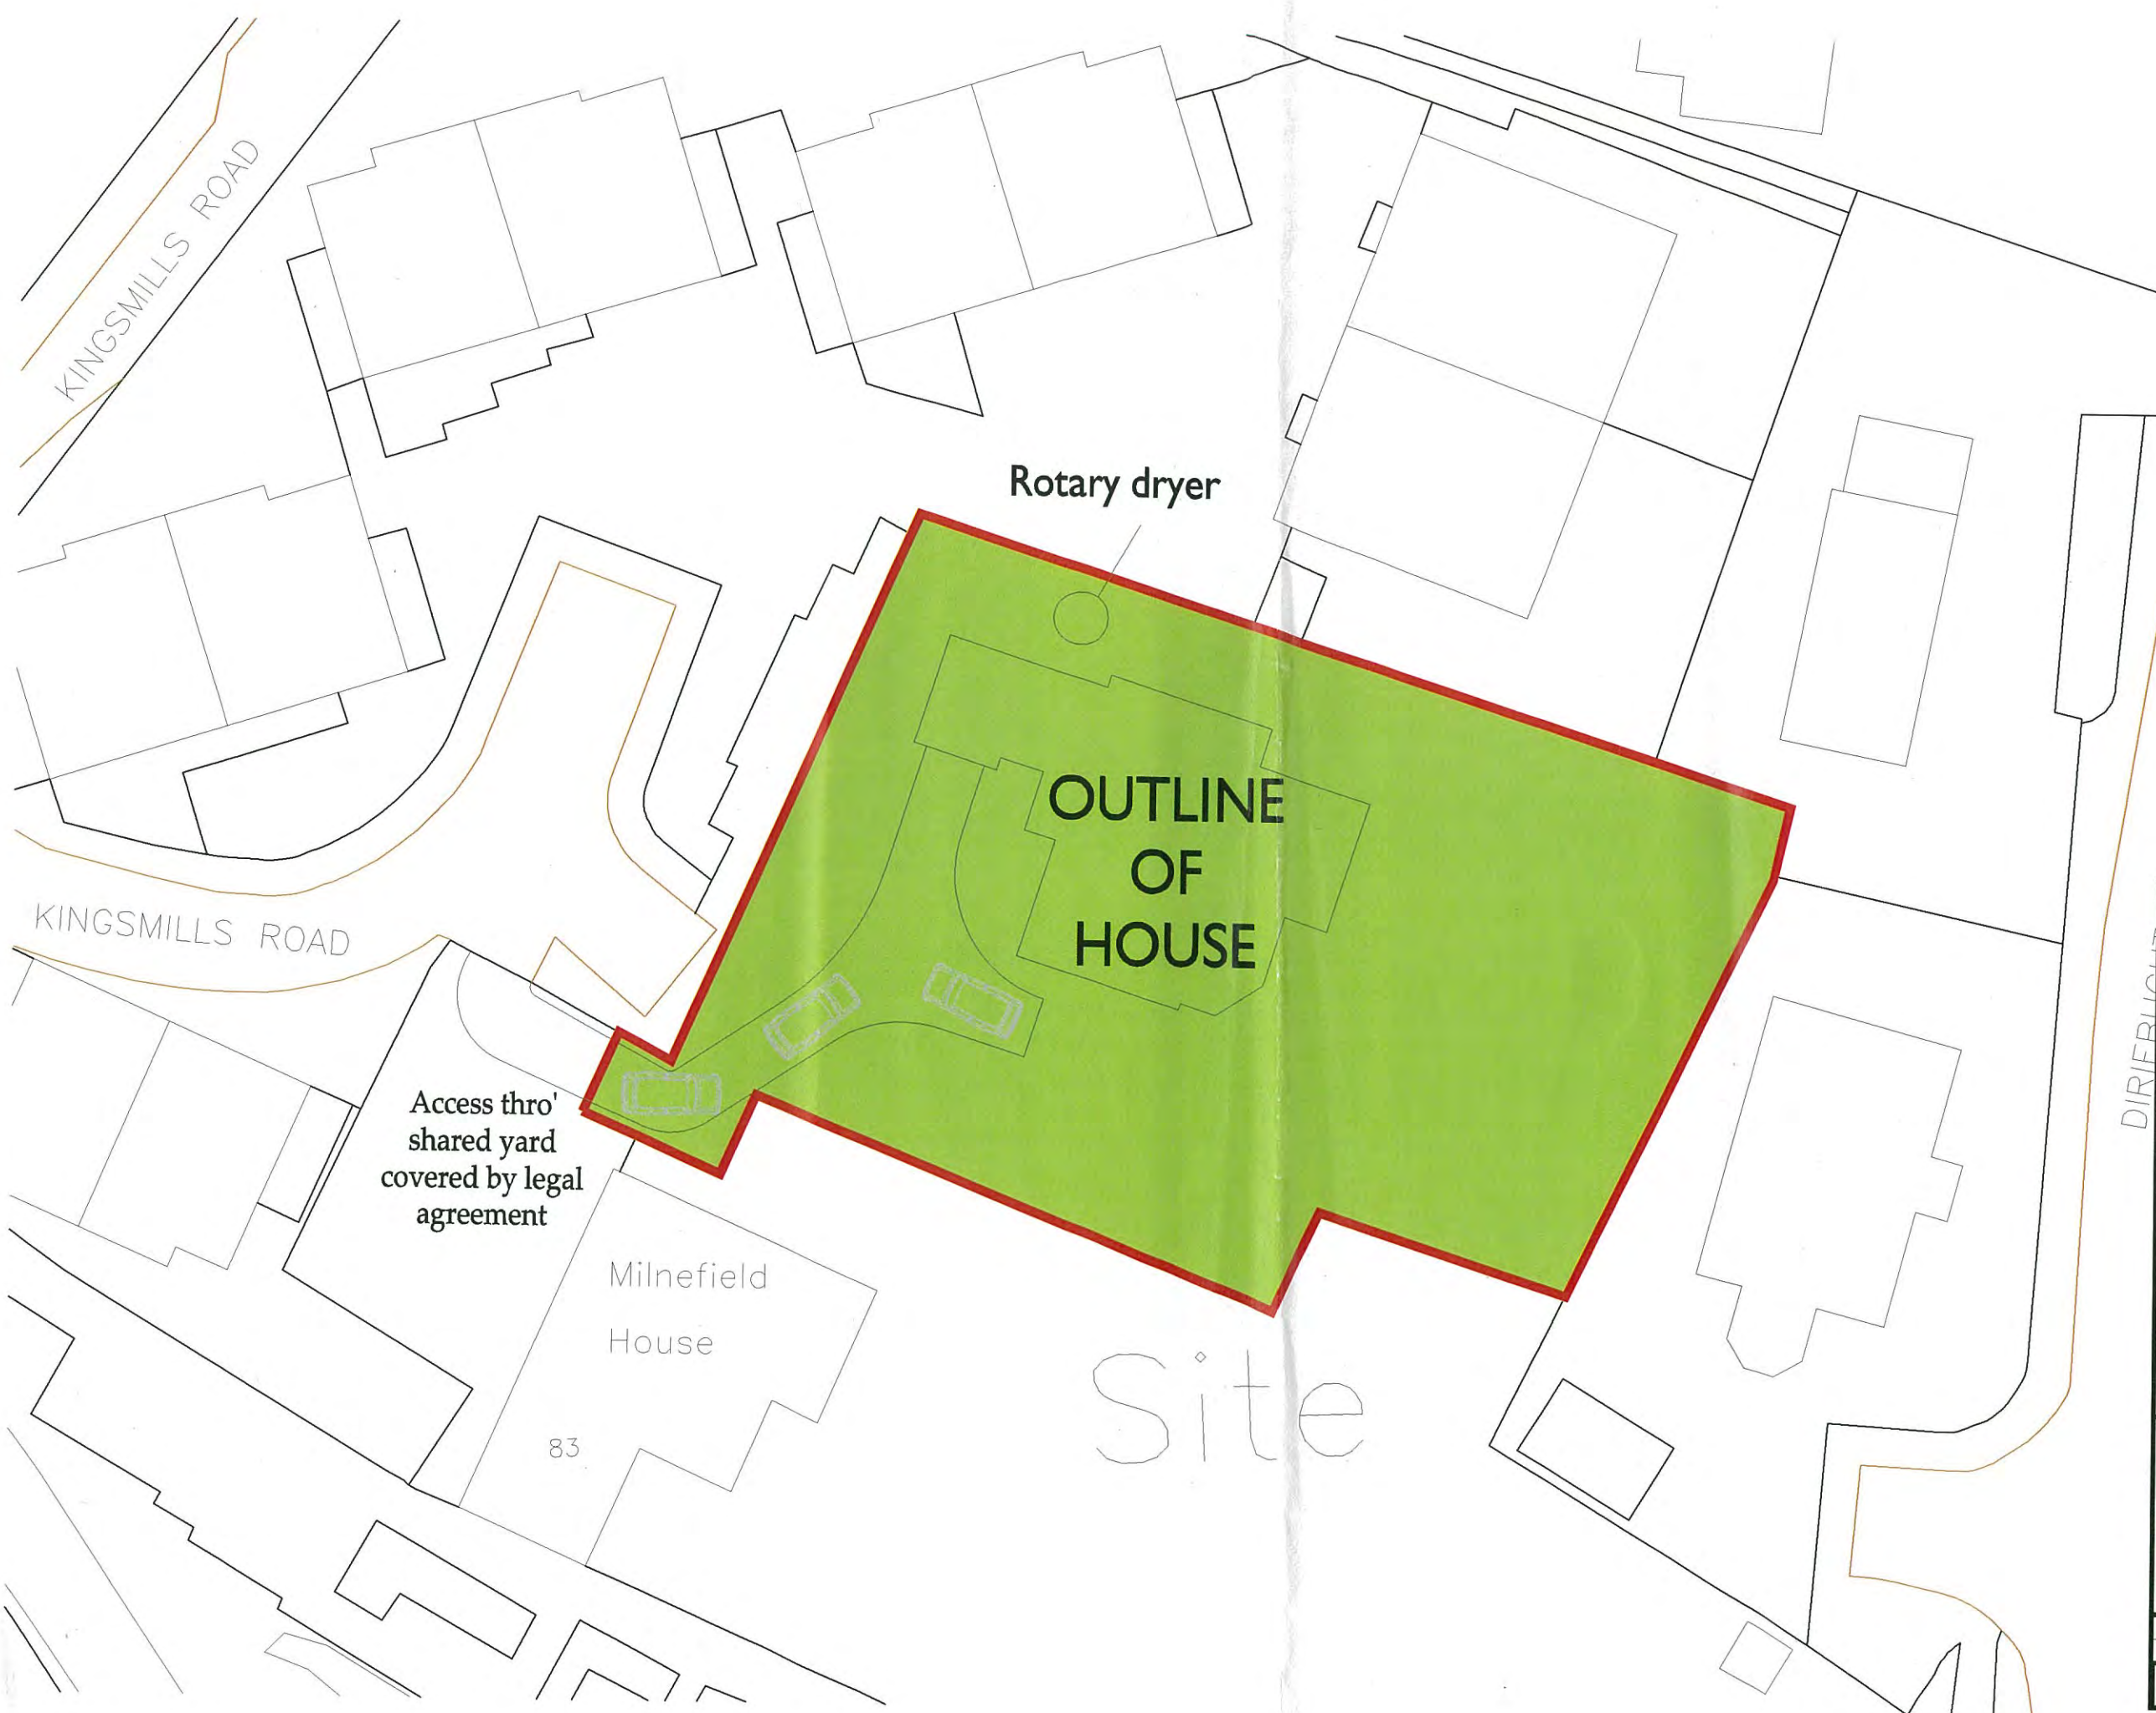 KINGSMILLS ROAD
Rotary dryer
OUTLINE
OF
HOUSE
KINGSMILLS ROAD
Access thro'
shared yard
covered by legal
agreement
Milnefield
House
83
Site